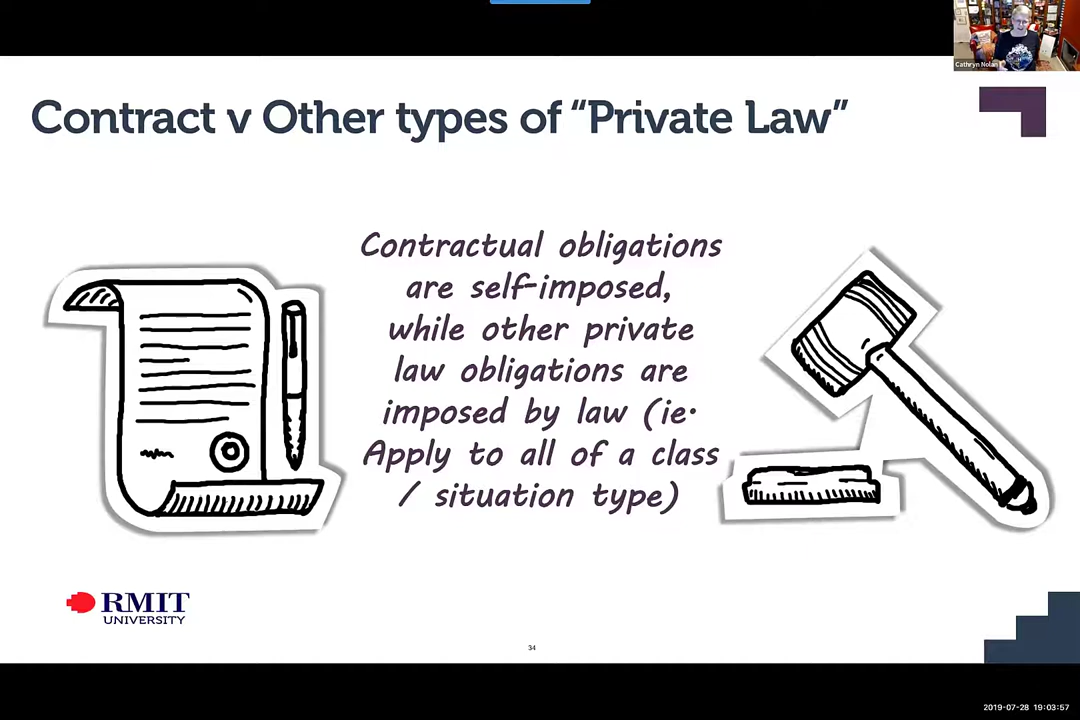 Cathryn Nolan
Contract v Other types of “Private Law”
Contractual obligations
are self-imposed,
while other private
law obligations are
imposed by law (ie.
Apply to all of a class
/ situation type)
RMIT
UNIVERSITY
34
2019-07-28 19:03:57